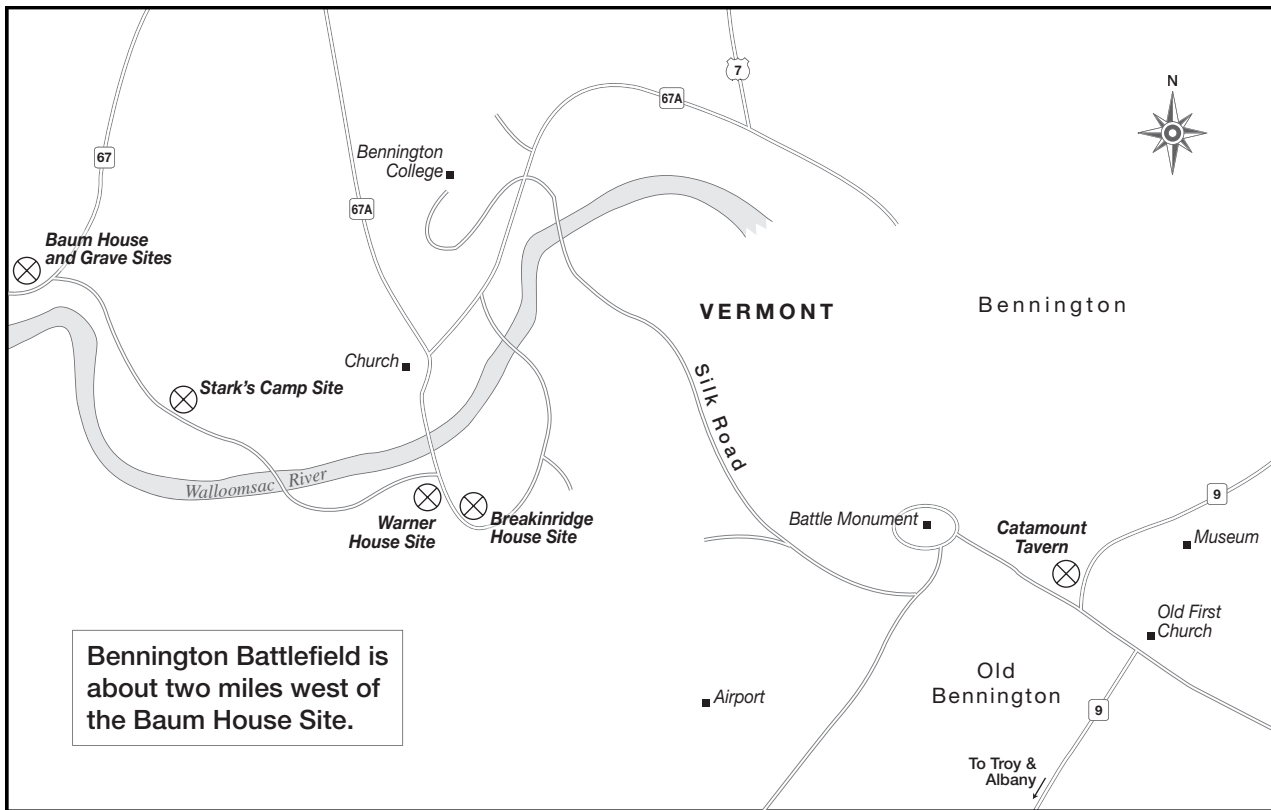 7
N
67A
Bennington
College
67
67A
Baum House
and Grave Sites
VERMONT
Bennington
Church
Stark's Camp Site
Silk Road
Walloomsac River
Warner
House Site
Breakinridge
House Site
Battle Monument
Catamount
Tavern
9
Museum
Old First
Church
Bennington Battlefield is
about two miles west of
the Baum House Site.
Old
Bennington
Airport
9
To Troy &
Albany